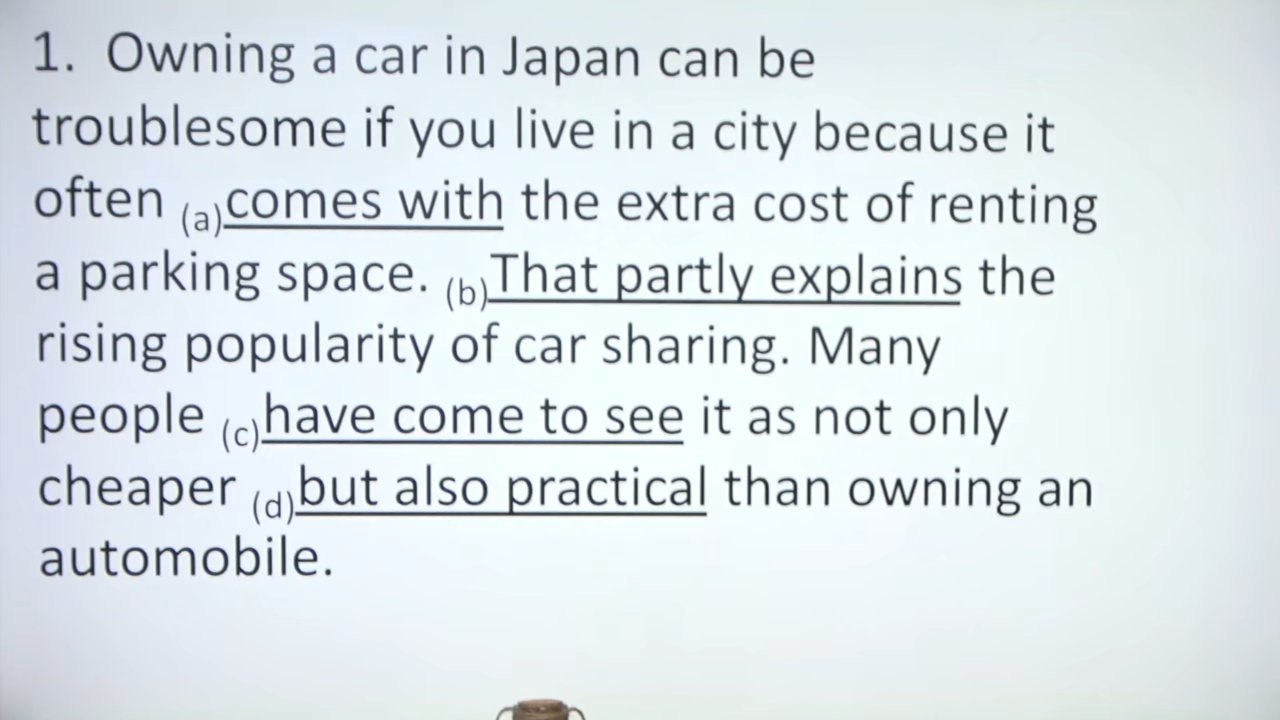 1. Owning a car in Japan can be
troublesome if you live in a city because it
often (a)comes with the extra cost of renting
a parking space. (b)That partly explains the
rising popularity of car sharing. Many
people (c)have come to see it as not only
cheaper (d)but also practical than owning an
automobile.